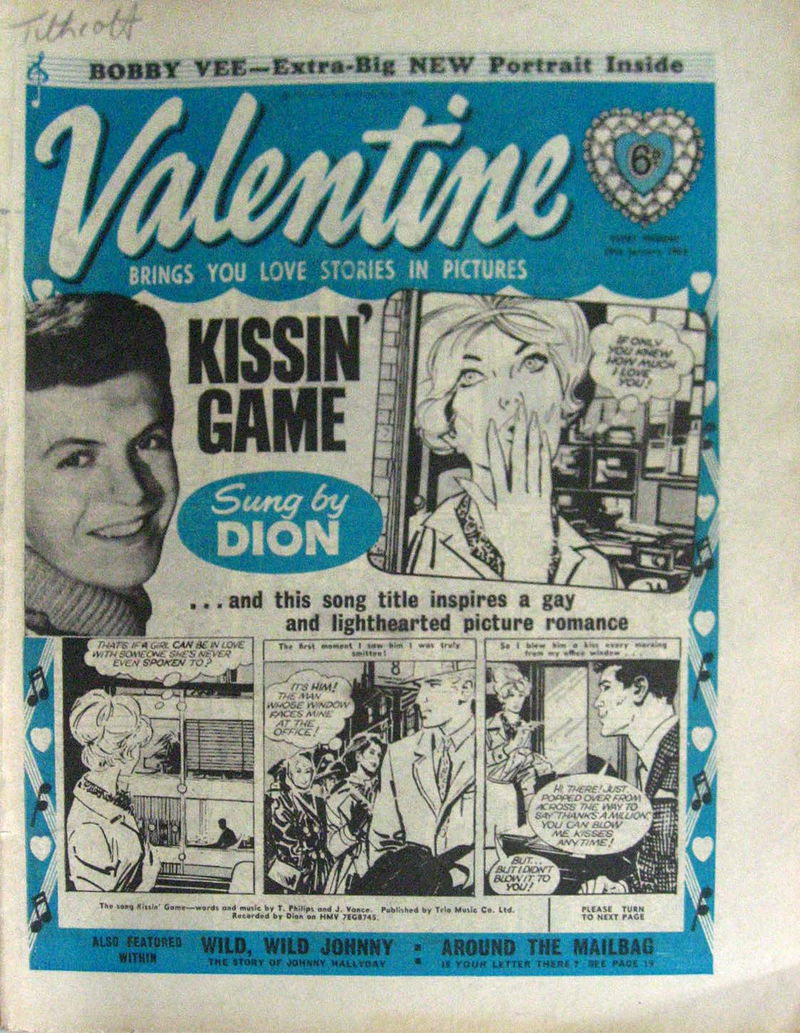 Tilhcott
BOBBY VEE—Extra-Big NEW Portrait Inside
Valentine
6D
EVERY MONDAY
BRINGS YOU LOVE STORIES IN PICTURES
KISSIN'
GAME
Sung by
DION
IF ONLY
YOU KNEW
HOW MUCH
I LOVE
YOU!
...and this song title inspires a gay
and lighthearted picture romance
THAT'S IF A GIRL CAN BE IN LOVE
WITH SOMEONE SHE'S NEVER
EVEN SPOKEN TO?
The first moment I saw him I was truly
smitten!
8
IT'S HIM!
THE MAN
WHOSE WINDOW
FACES MINE
AT THE
OFFICE!
So I blew him a kiss every morning
from my office window . . . .
HI, THERE! JUST
POPPED OVER FROM
ACROSS THE WAY TO
SAY THANKS A MILLION.
YOU CAN BLOW
ME KISSES
ANYTIME!
BUT...
BUT I DIDN'T
BLOW IT TO
YOU!
The song Kissin' Game—words and music by T. Philips and J. Vance. Published by Trio Music Co. Ltd.
Recorded by Dion on HMV 7EG8745.
PLEASE TURN
TO NEXT PAGE
ALSO FEATURED
WITHIN
WILD, WILD JOHNNY
THE STORY OF JOHNNY HALLYDAY
AROUND THE MAILBAG
IS YOUR LETTER THERE? SEE PAGE 19